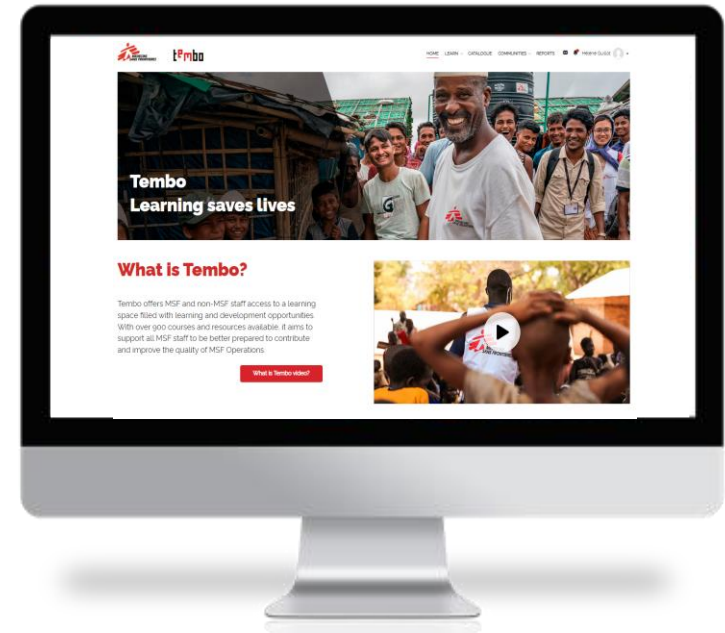 MEDECINS
SANS FRONTIERES
tembo
HOME LEARN CATALOGUE COMMUNITIES REPORTS
Tembo
Learning saves lives
What is Tembo?
Tembo offers MSF and non-MSF staff access to a learning
space filled with learning and development opportunities.
With over 900 courses and resources available, it aims to
support all MSF staff to be better prepared to contribute
and improve the quality of MSF Operations
What is Tembo video?